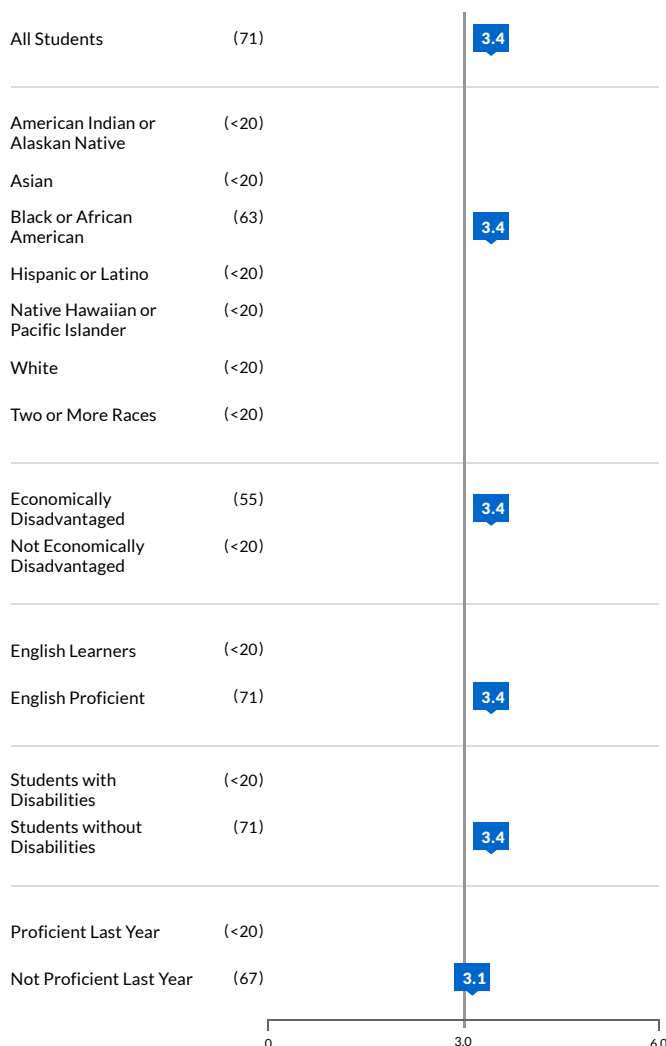 All Students (71) 3.4
American Indian or (<20)
Alaskan Native
Asian (<20)
Black or African (63) 3.4
American
Hispanic or Latino (<20)
Native Hawaiian or (<20)
Pacific Islander
White (<20)
Two or More Races (<20)
Economically (55) 3.4
Disadvantaged
Not Economically (<20)
Disadvantaged
English Learners (<20)
English Proficient (71) 3.4
Students with (<20)
Disabilities
Students without (71) 3.4
Disabilities
Proficient Last Year (<20)
Not Proficient Last Year (67) 3.1
0 3.0 6.0